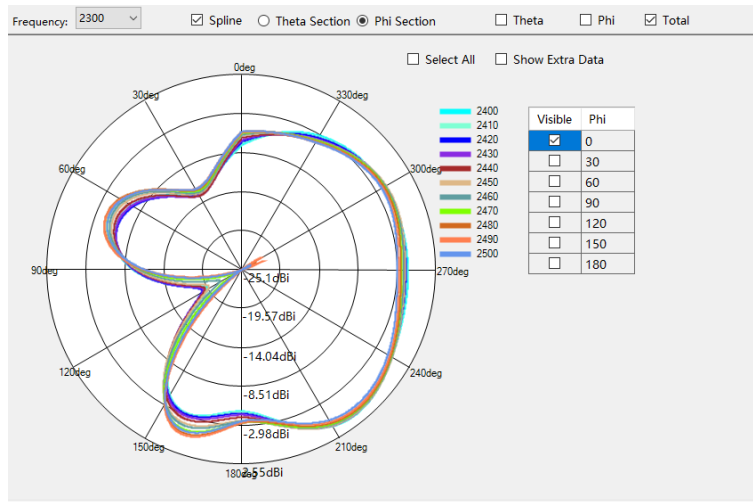 Frequency: 2300 Spline Theta Section Phi Section Theta Phi Total
Select All Show Extra Data
0deg
30deg 330deg
60deg 300deg
90deg 270deg
120deg 240deg
150deg 210deg
180deg
-25.1dBi
-19.57dBi
-14.04dBi
-8.51dBi
-2.98dBi
2.55dBi
2400
2410
2420
2430
2440
2450
2460
2470
2480
2490
2500
Visible Phi
0
30
60
90
120
150
180